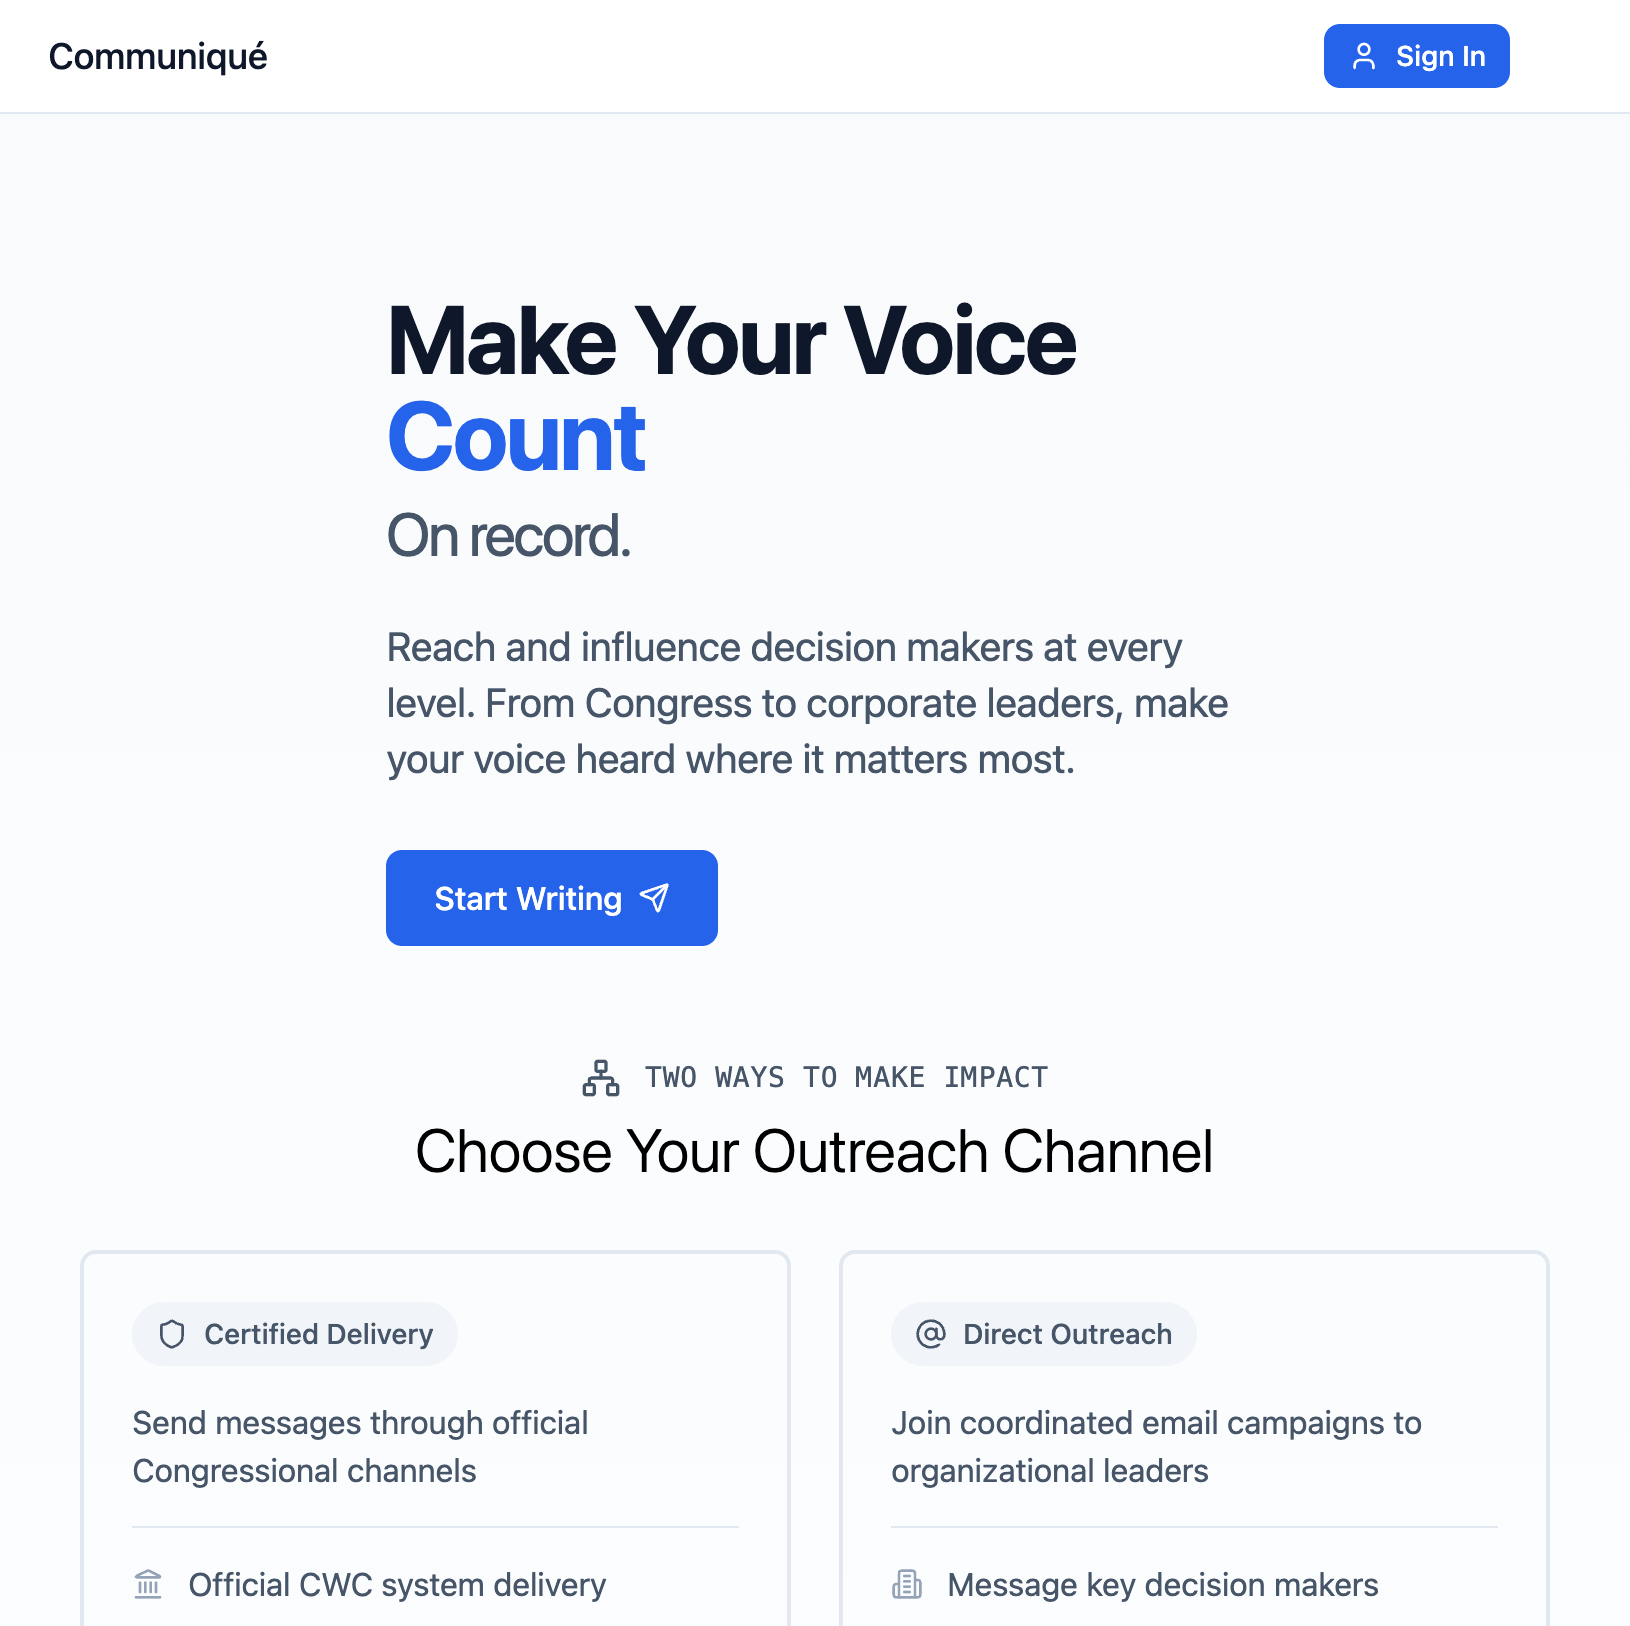 Communiqué
Sign In
Make Your Voice
Count
On record.
Reach and influence decision makers at every
level. From Congress to corporate leaders, make
your voice heard where it matters most.
Start Writing
TWO WAYS TO MAKE IMPACT
Choose Your Outreach Channel
Certified Delivery
Send messages through official
Congressional channels
Official CWC system delivery
Direct Outreach
Join coordinated email campaigns to
organizational leaders
Message key decision makers